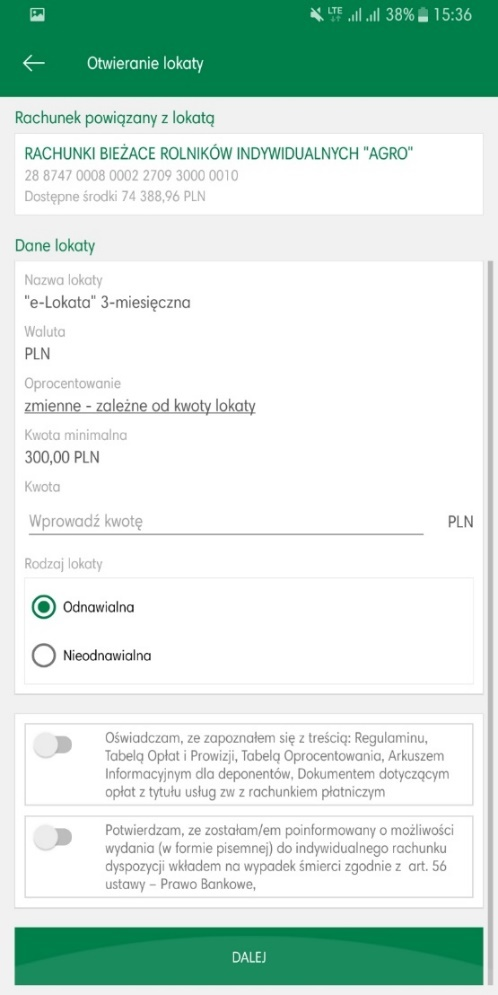 LTE 38% 15:36
Otwieranie lokaty
Rachunek powiązany z lokatą
RACHUNKI BIEŻACE ROLNIKÓW INDYWIDUALNYCH "AGRO"
28 8747 0008 0002 2709 3000 0010
Dostępne środki 74 388,96 PLN
Dane lokaty
Nazwa lokaty
"e-Lokata" 3-miesięczna
Waluta
PLN
Oprocentowanie
zmienne - zależne od kwoty lokaty
Kwota minimalna
300,00 PLN
Kwota
Wprowadź kwotę PLN
Rodzaj lokaty
Odnawialna
Nieodnawialna
Oświadczam, ze zapoznałem się z treścią: Regulaminu,
Tabelą Opłat i Prowizji, Tabelą Oprocentowania, Arkuszem
Informacyjnym dla deponentów, Dokumentem dotyczącym
opłat z tytułu usług zw z rachunkiem płatniczym
Potwierdzam, ze zostałam/em poinformowany o możliwości
wydania (w formie pisemnej) do indywidualnego rachunku
dyspozycji wkładem na wypadek śmierci zgodnie z art. 56
ustawy – Prawo Bankowe,
DALEJ